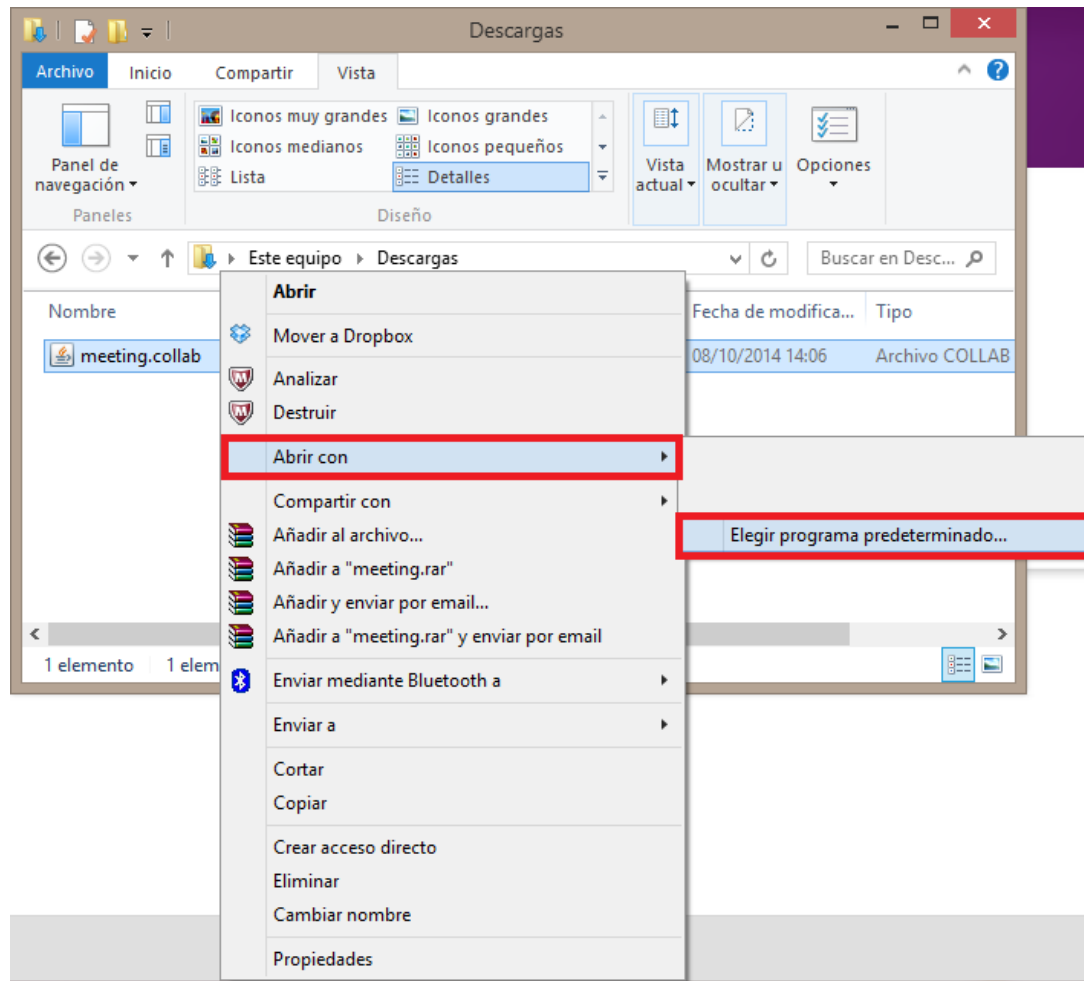 Descargas
Archivo Inicio Compartir Vista
Iconos muy grandes Iconos grandes
Iconos medianos Iconos pequeños
Lista Detalles
Panel de navegación
Vista actual
Mostrar u ocultar
Opciones
Paneles Diseño
Este equipo Descargas Buscar en Desc...
Nombre Fecha de modifica... Tipo
meeting.collab 08/10/2014 14:06 Archivo COLLAB
Abrir
Mover a Dropbox
Analizar
Destruir
Abrir con
Compartir con
Elegir programa predeterminado...
Añadir al archivo...
Añadir a "meeting.rar"
Añadir y enviar por email...
Añadir a "meeting.rar" y enviar por email
1 elemento 1 elem
Enviar mediante Bluetooth a
Enviar a
Cortar
Copiar
Crear acceso directo
Eliminar
Cambiar nombre
Propiedades